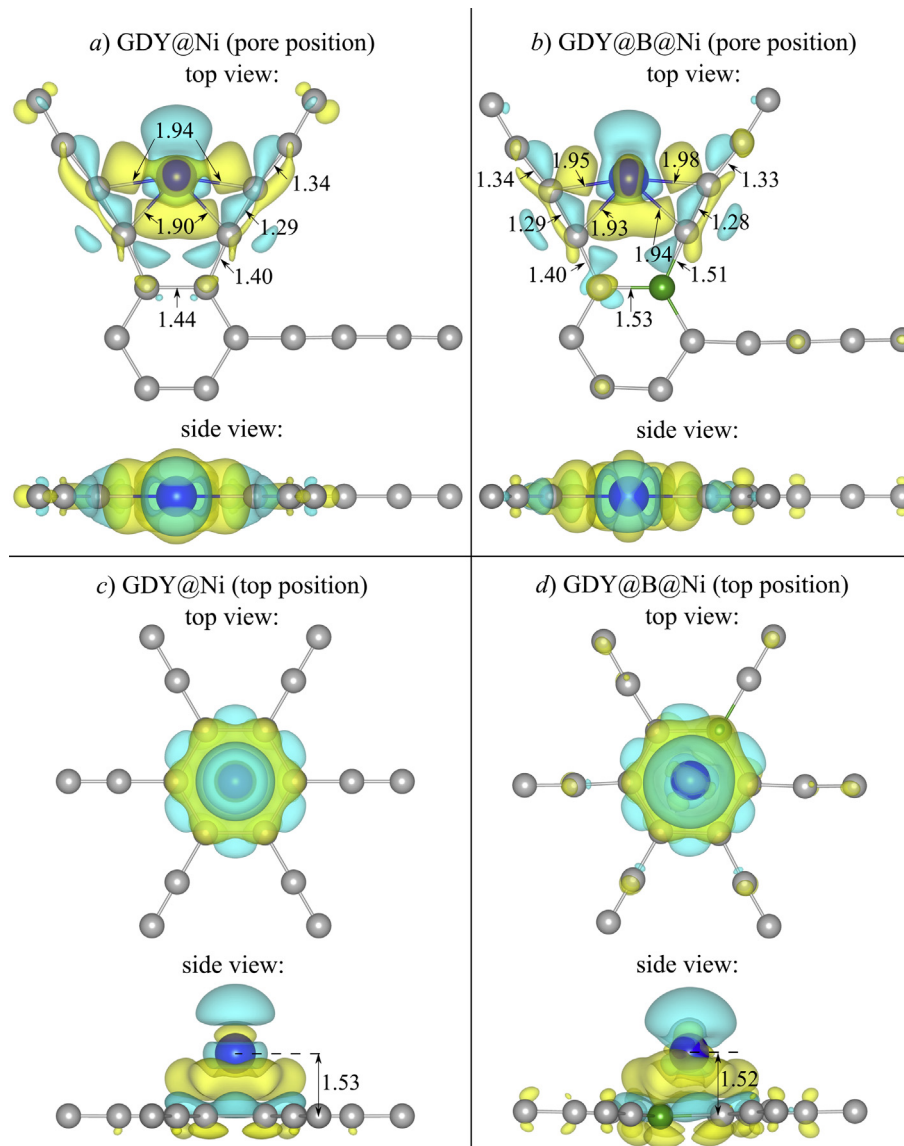 a) GDY@Ni (pore position)
top view:
1.94
1.34
1.90
1.29
1.40
1.44
side view:
b) GDY@B@Ni (pore position)
top view:
1.95
1.98
1.34
1.33
1.29
1.93
1.28
1.94
1.40
1.51
1.53
side view:
c) GDY@Ni (top position)
top view:
side view:
1.53
d) GDY@B@Ni (top position)
top view:
side view:
1.52